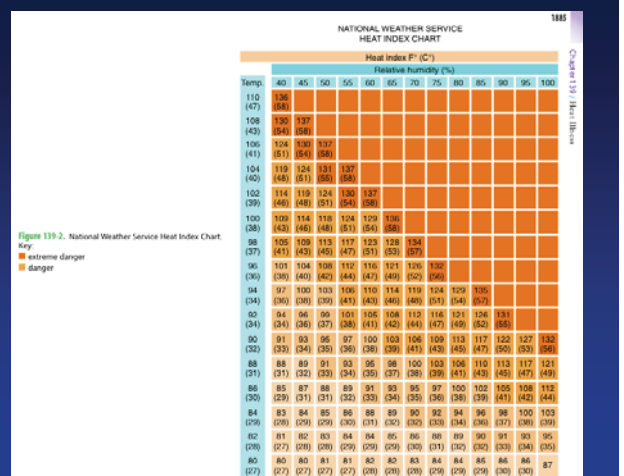 1885
NATIONAL WEATHER SERVICE
HEAT INDEX CHART
Heat index F° (C°)
Relative humidity (%)
Temp. 40 45 50 55 60 65 70 75 80 85 90 95 100
110 136
(47) (58)
108 130 137
(43) (54) (58)
106 124 130 137
(41) (51) (54) (58)
104 119 124 131 137
(40) (48) (51) (55) (58)
102 114 119 124 130 137
(39) (46) (48) (51) (54) (58)
100 109 114 118 124 129 136
(38) (43) (46) (48) (51) (54) (58)
98 105 109 113 117 123 128 134
(37) (41) (43) (45) (47) (51) (53) (57)
96 101 104 108 112 116 121 126 132
(36) (38) (40) (42) (44) (47) (49) (52) (56)
94 97 100 103 106 110 114 119 124 129 135
(34) (36) (38) (39) (41) (43) (46) (48) (51) (54) (57)
92 94 96 99 101 105 108 112 116 121 126 131
(34) (34) (36) (37) (38) (41) (42) (44) (47) (49) (52) (55)
90 91 93 95 97 100 103 106 109 113 117 122 127 132
(32) (33) (34) (35) (36) (38) (39) (41) (43) (45) (47) (50) (53) (56)
88 88 89 91 93 95 98 100 103 106 110 113 117 121
(31) (31) (32) (33) (34) (35) (37) (38) (39) (41) (43) (45) (47) (49)
86 85 87 88 89 91 93 95 97 100 102 105 108 112
(30) (29) (31) (31) (32) (33) (34) (35) (36) (38) (39) (41) (42) (44)
84 83 84 85 86 88 89 90 92 94 96 98 100 103
(29) (28) (29) (29) (30) (31) (32) (32) (33) (34) (36) (37) (38) (39)
82 81 82 83 84 84 85 86 88 89 90 91 93 95
(28) (27) (28) (28) (29) (29) (29) (30) (31) (32) (32) (33) (34) (35)
80 80 80 81 81 82 82 83 84 84 85 86 86 87
(27) (27) (27) (27) (27) (28) (28) (28) (29) (29) (29) (30) (30)
Chapter 139 / Heat Illness
Figure 139-2. National Weather Service Heat Index Chart.
Key:
extreme danger
danger